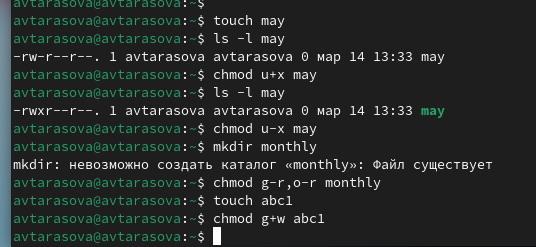 avtarasova@avtarasova:~$
avtarasova@avtarasova:~$ touch may
avtarasova@avtarasova:~$ ls -l may
-rw-r--r--. 1 avtarasova avtarasova 0 мар 14 13:33 may
avtarasova@avtarasova:~$ chmod u+x may
avtarasova@avtarasova:~$ ls -l may
-rwxr--r--. 1 avtarasova avtarasova 0 мар 14 13:33 may
avtarasova@avtarasova:~$ chmod u-x may
avtarasova@avtarasova:~$ mkdir monthly
mkdir: невозможно создать каталог «monthly»: Файл существует
avtarasova@avtarasova:~$ chmod g-r,o-r monthly
avtarasova@avtarasova:~$ touch abc1
avtarasova@avtarasova:~$ chmod g+w abc1
avtarasova@avtarasova:~$